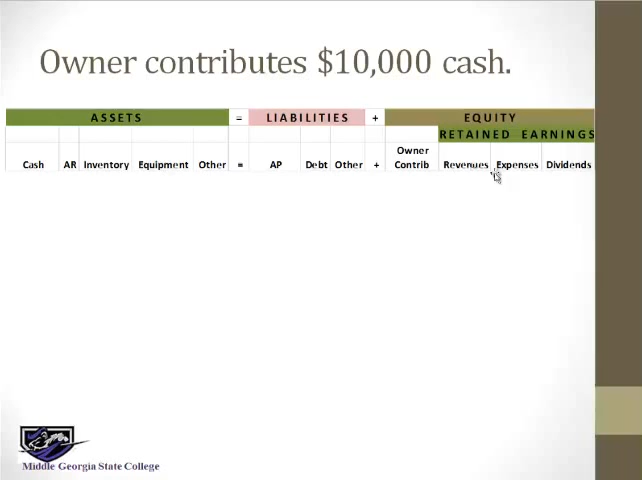 Owner contributes $10,000 cash.
ASSETS = LIABILITIES + EQUITY
RETAINED EARNINGS
Cash AR Inventory Equipment Other = AP Debt Other + Owner Contrib Revenues Expenses Dividends
Middle Georgia State College